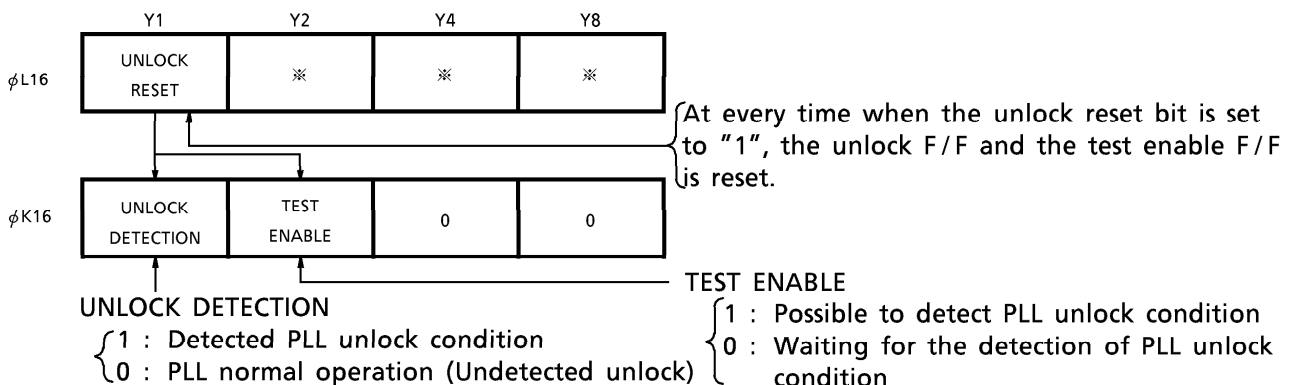 Y1 Y2 Y4 Y8
φL16
UNLOCK
RESET
※ ※ ※
At every time when the unlock reset bit is set
to "1", the unlock F/F and the test enable F/F
is reset.
φK16
UNLOCK
DETECTION
TEST
ENABLE
0 0
UNLOCK DETECTION
1 : Detected PLL unlock condition
0 : PLL normal operation (Undetected unlock)
TEST ENABLE
1 : Possible to detect PLL unlock condition
0 : Waiting for the detection of PLL unlock
condition